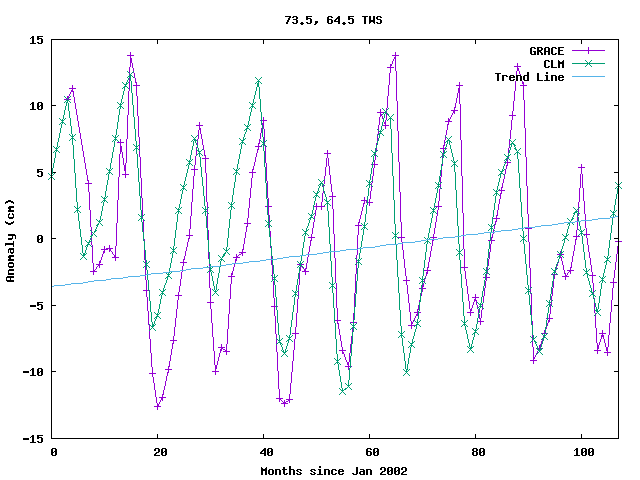 73.5, 64.5 TWS
GRACE
CLM
Trend Line
15
10
5
0
-5
-10
-15
Anomaly (cm)
0 20 40 60 80 100
Months since Jan 2002